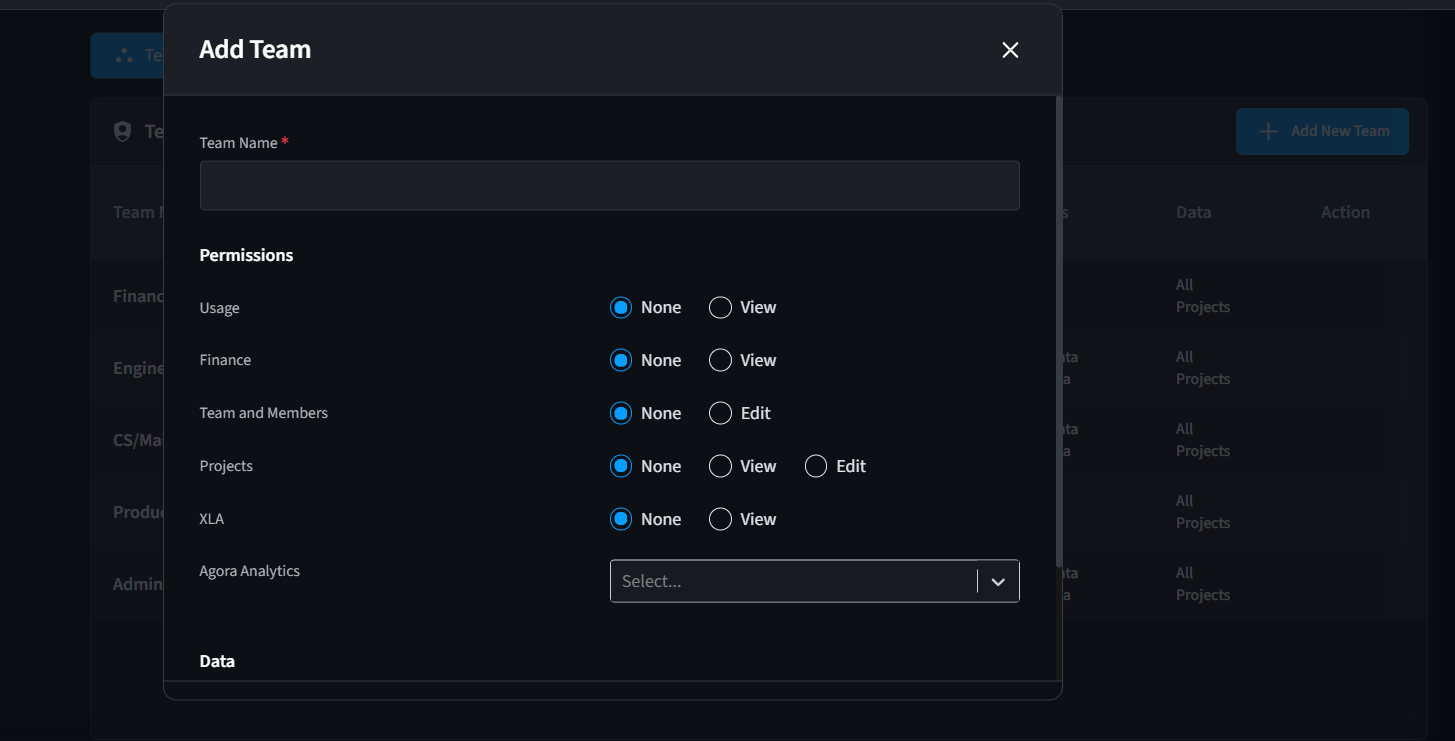 Add Team
Add New Team
Team Name *
Data
Action
Permissions
Usage
None
View
Finance
None
View
Team and Members
None
Edit
Projects
None
View
Edit
XLA
None
View
Agora Analytics
Select...
Data
All
Projects
All
Projects
All
Projects
All
Projects
All
Projects
Admin